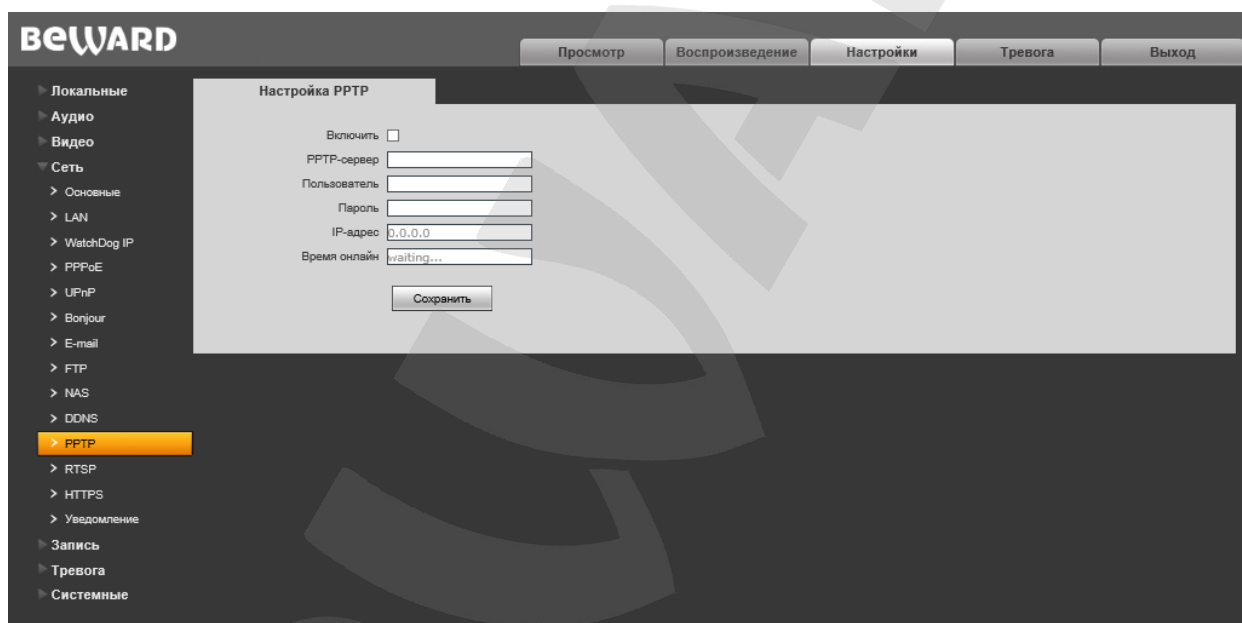 BEWARD
Просмотр Воспроизведение Настройки Тревога Выход
Локальные
Аудио
Видео
Сеть
> Основные
> LAN
> WatchDog IP
> PPPoE
> UPnP
> Bonjour
> E-mail
> FTP
> NAS
> DDNS
> PPTP
> RTSP
> HTTPS
> Уведомление
Запись
Тревога
Системные
Настройка PPTP
Включить
PPTP-сервер
Пользователь
Пароль
IP-адрес 0.0.0.0
Время онлайн waiting...
Сохранить